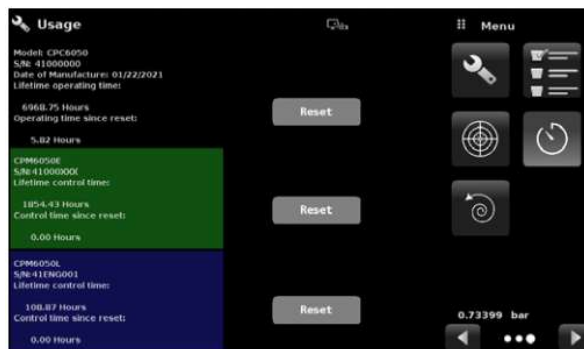 Usage
Model: CPC6050
S/N: 41000000
Date of Manufacture: 01/22/2021
Lifetime operating time:
6968.75 Hours
Operating time since reset:
5.82 Hours
Reset
CPM6050E
Lifetime control time:
1854.43 Hours
Control time since reset:
0.00 Hours
Reset
CPM6050L
S/N: 41ENG001
Lifetime control time:
108.87 Hours
Control time since reset:
0.00 Hours
Reset
Menu
0.73399 bar